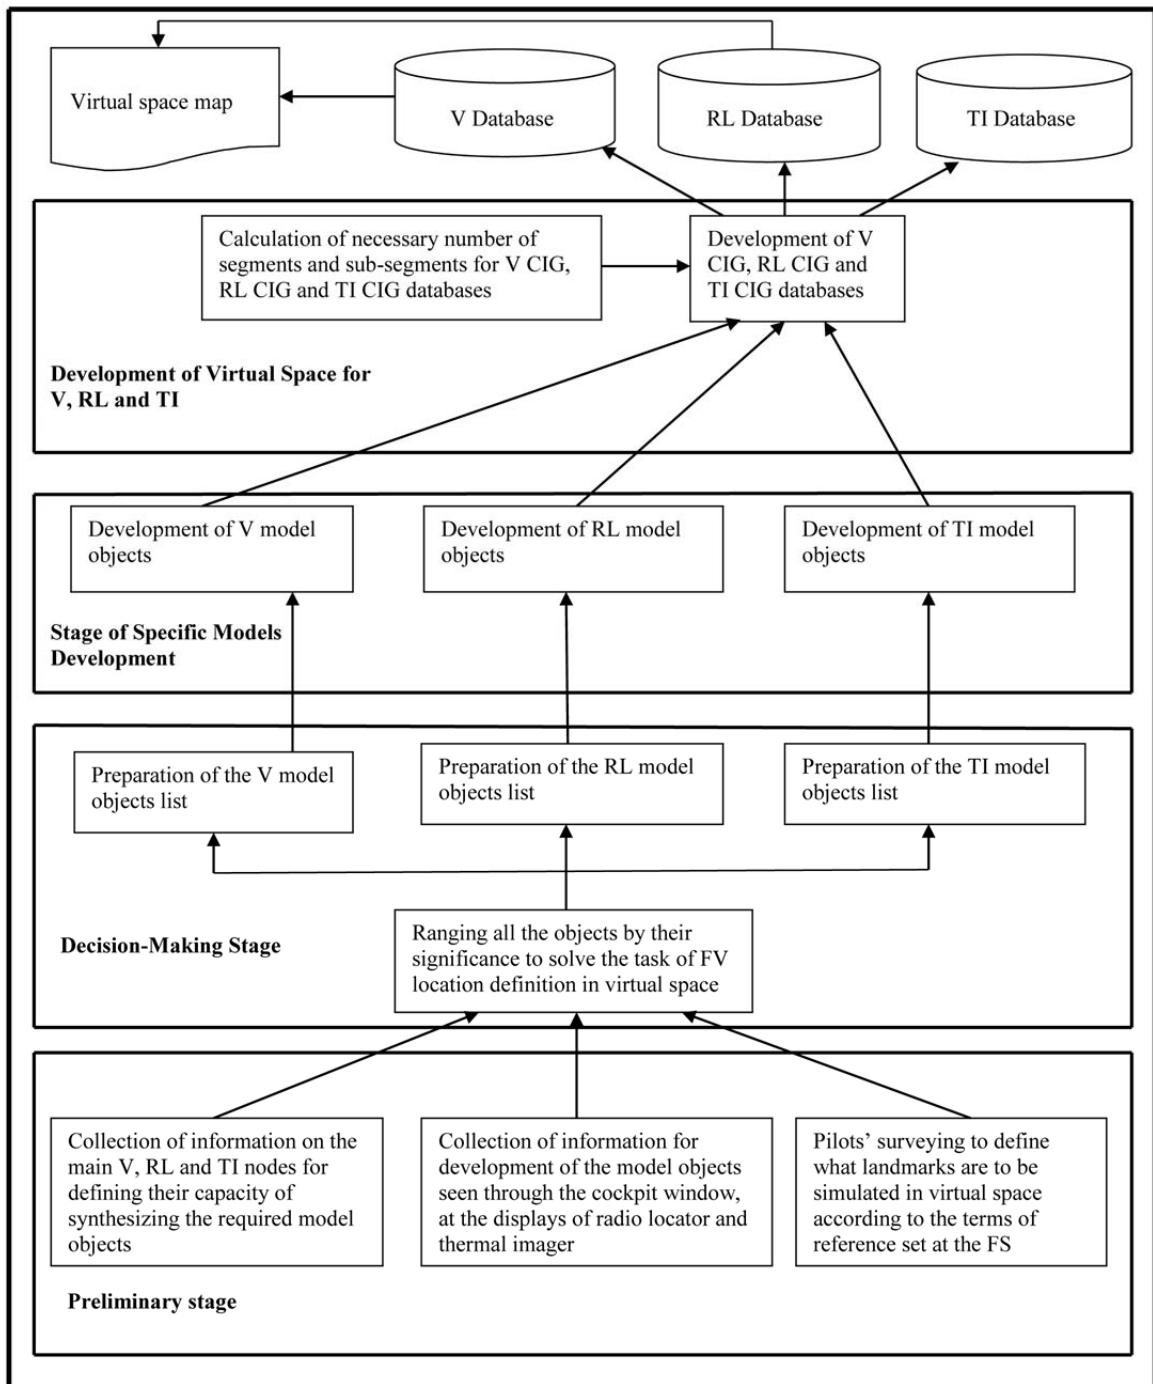 Virtual space map
V Database
RL Database
TI Database
Calculation of necessary number of
segments and sub-segments for V CIG,
RL CIG and TI CIG databases
Development of V
CIG, RL CIG and
TI CIG databases
Development of Virtual Space for
V, RL and TI
Development of V model
objects
Development of RL model
objects
Development of TI model
objects
Stage of Specific Models
Development
Preparation of the V model
objects list
Preparation of the RL model
objects list
Preparation of the TI model
objects list
Decision-Making Stage
Ranging all the objects by their
significance to solve the task of FV
location definition in virtual space
Collection of information on the
main V, RL and TI nodes for
defining their capacity of
synthesizing the required model
objects
Collection of information for
development of the model objects
seen through the cockpit window,
at the displays of radio locator and
thermal imager
Pilots’ surveying to define
what landmarks are to be
simulated in virtual space
according to the terms of
reference set at the FS
Preliminary stage